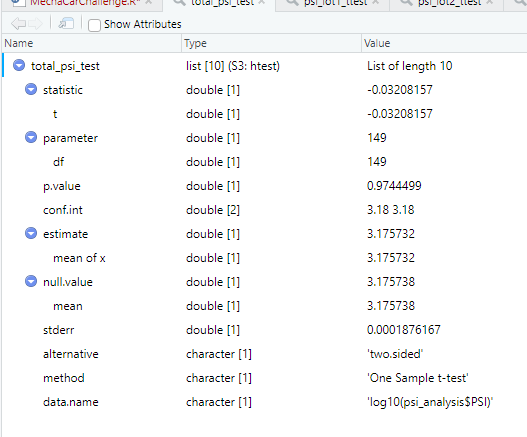 MechaCarChallenge.R* total_psi_test psi_lot1_ttest psi_lot2_ttest
Show Attributes
Name Type Value
total_psi_test list [10] (S3: htest) List of length 10
statistic double [1] -0.03208157
t double [1] -0.03208157
parameter double [1] 149
df double [1] 149
p.value double [1] 0.9744499
conf.int double [2] 3.18 3.18
estimate double [1] 3.175732
mean of x double [1] 3.175732
null.value double [1] 3.175738
mean double [1] 3.175738
stderr double [1] 0.0001876167
alternative character [1] 'two.sided'
method character [1] 'One Sample t-test'
data.name character [1] 'log10(psi_analysis$PSI)'